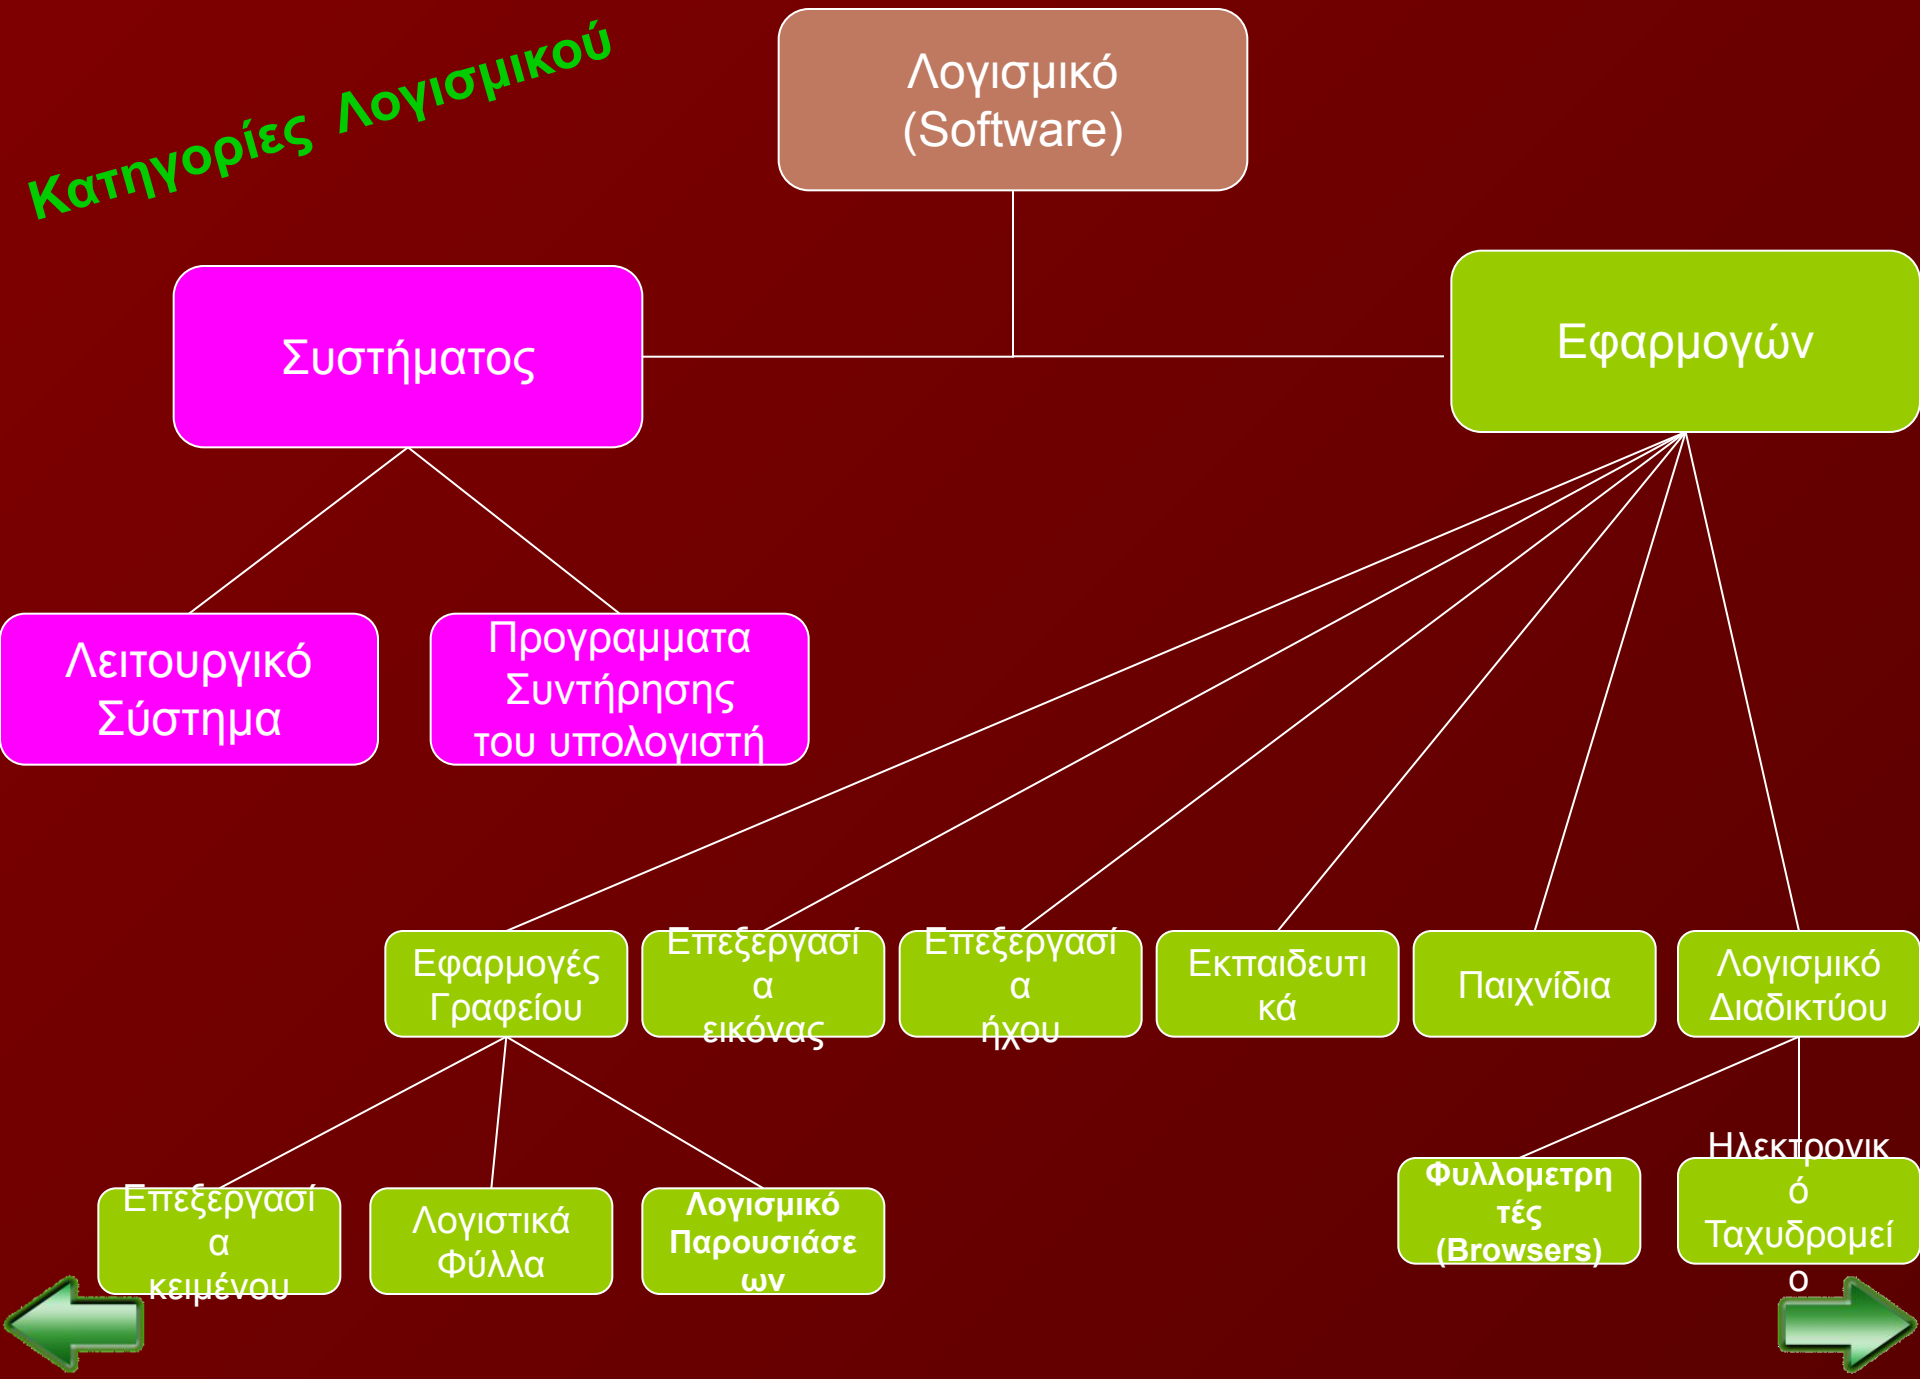 Κατηγορίες Λογισμικού
Λογισμικό
(Software)
Συστήματος
Εφαρμογών
Λειτουργικό
Σύστημα
Προγραμματα
Συντήρησης
του υπολογιστή
Εφαρμογές
Γραφείου
Επεξεργασί
α
εικόνας
Επεξεργασί
α
ήχου
Εκπαιδευτι
κά
Παιχνίδια
Λογισμικό
Διαδικτύου
Επεξεργασί
α
κειμένου
Λογιστικά
Φύλλα
Λογισμικό
Παρουσιάσε
ων
Φυλλομετρη
τές
(Browsers)
Ηλεκτρονικ
ό
Ταχυδρομεί
ο